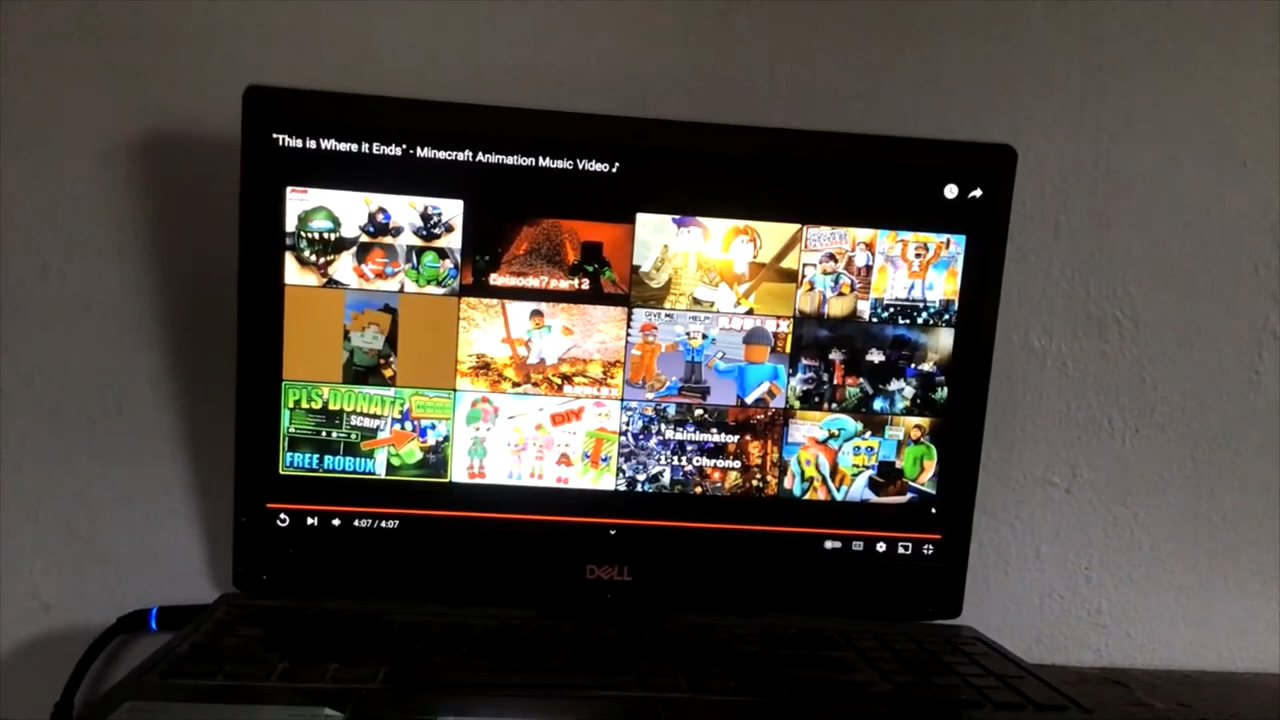 "This is Where it Ends" - Minecraft Animation Music Video ♪
Episode7 part 2
GIVE ME
HELP!
ROBLOX
ROBLOX
PLS DONATE
SCRIPT
FREE ROBUX
DIY
Rainimator
1-11 Chrono
4:07 / 4:07
DELL